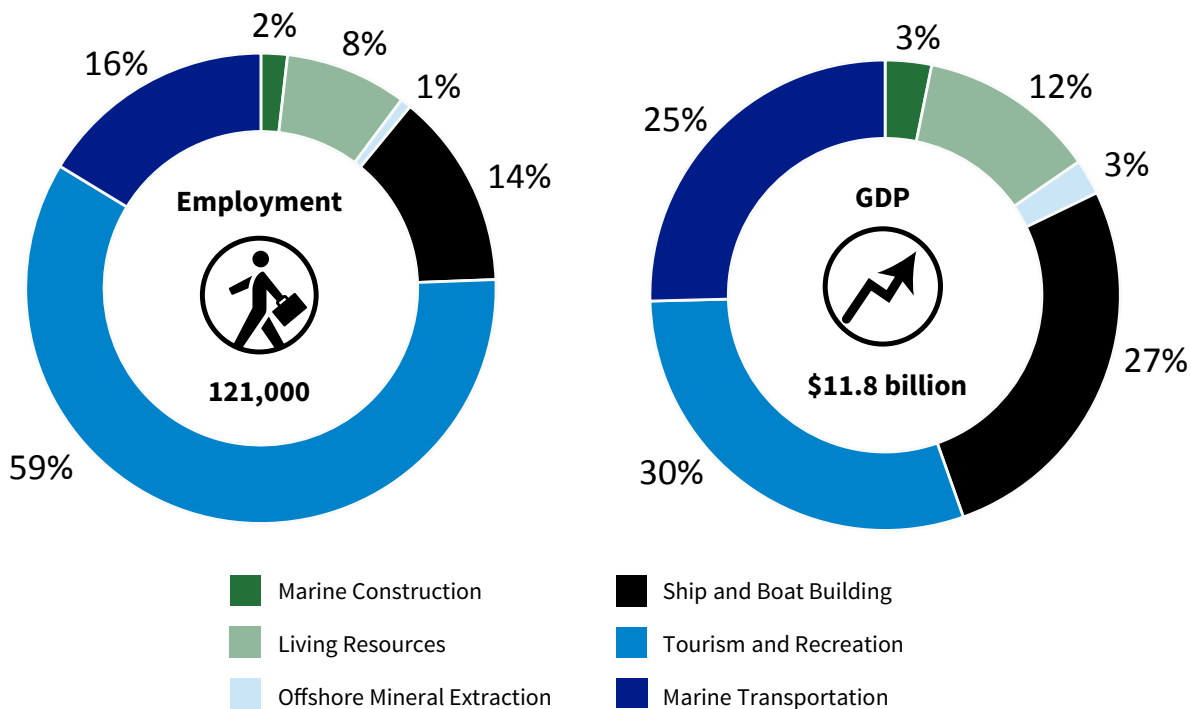 2%
8%
16%
1%
14%
Employment
121,000
59%
3%
12%
25%
3%
GDP
27%
$11.8 billion
30%
Marine Construction
Living Resources
Offshore Mineral Extraction
Ship and Boat Building
Tourism and Recreation
Marine Transportation